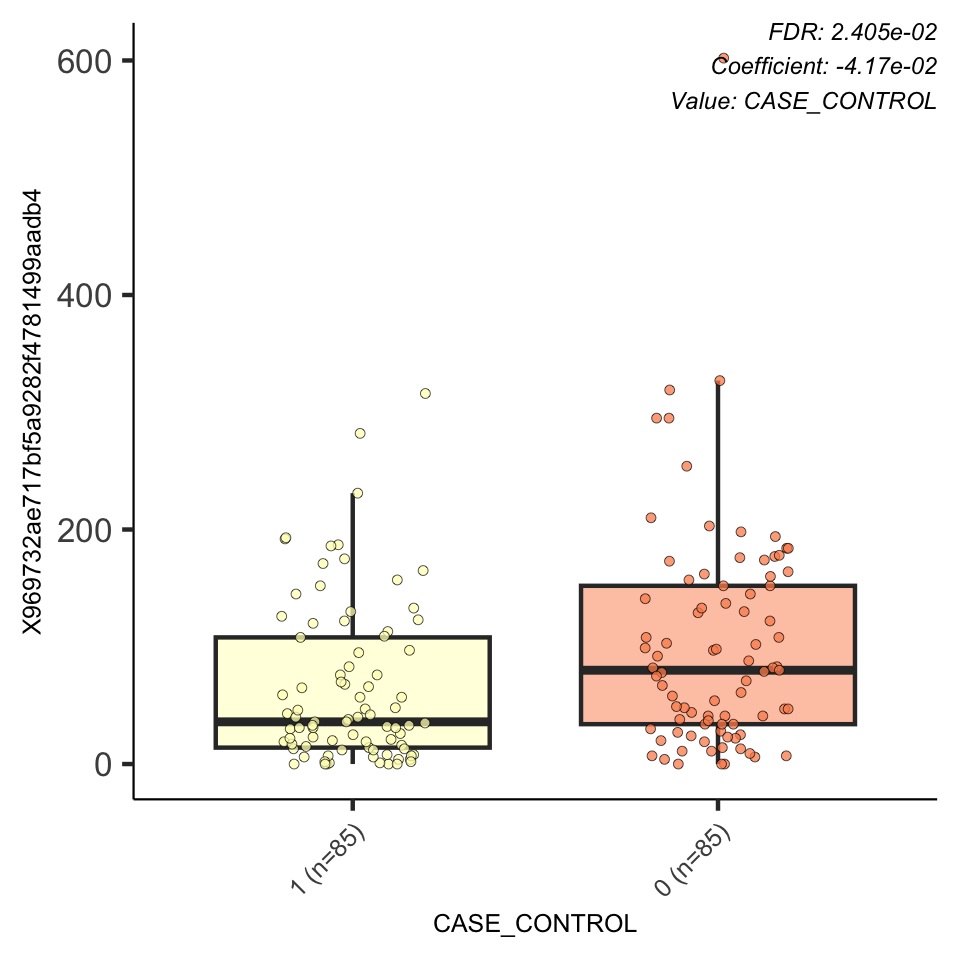 FDR: 2.405e-02
Coefficient: -4.17e-02
Value: CASE_CONTROL
X969732ae717bf5a9282f4781499aadb4
600
400
200
0
1 (n=85)
0 (n=85)
CASE_CONTROL